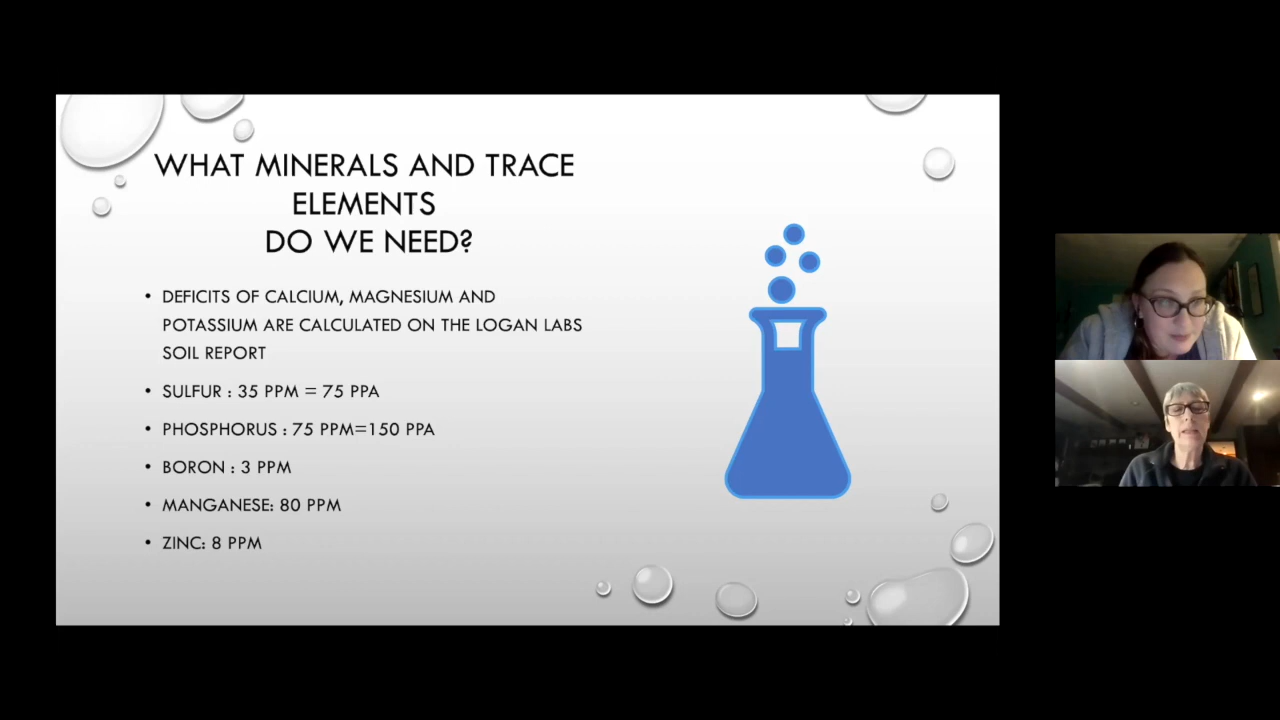 WHAT MINERALS AND TRACE
ELEMENTS
DO WE NEED?
• DEFICITS OF CALCIUM, MAGNESIUM AND
POTASSIUM ARE CALCULATED ON THE LOGAN LABS
SOIL REPORT
• SULFUR : 35 PPM = 75 PPA
• PHOSPHORUS : 75 PPM=150 PPA
• BORON : 3 PPM
• MANGANESE: 80 PPM
• ZINC: 8 PPM